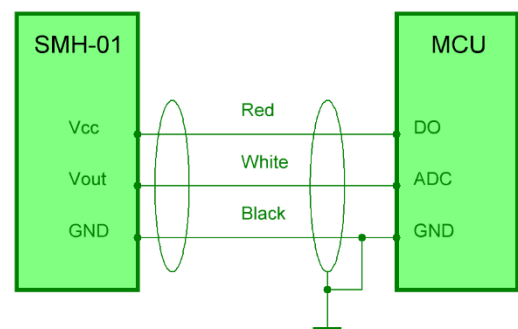 SMH-01
MCU
Red
Vcc
DO
White
Vout
ADC
Black
GND
GND